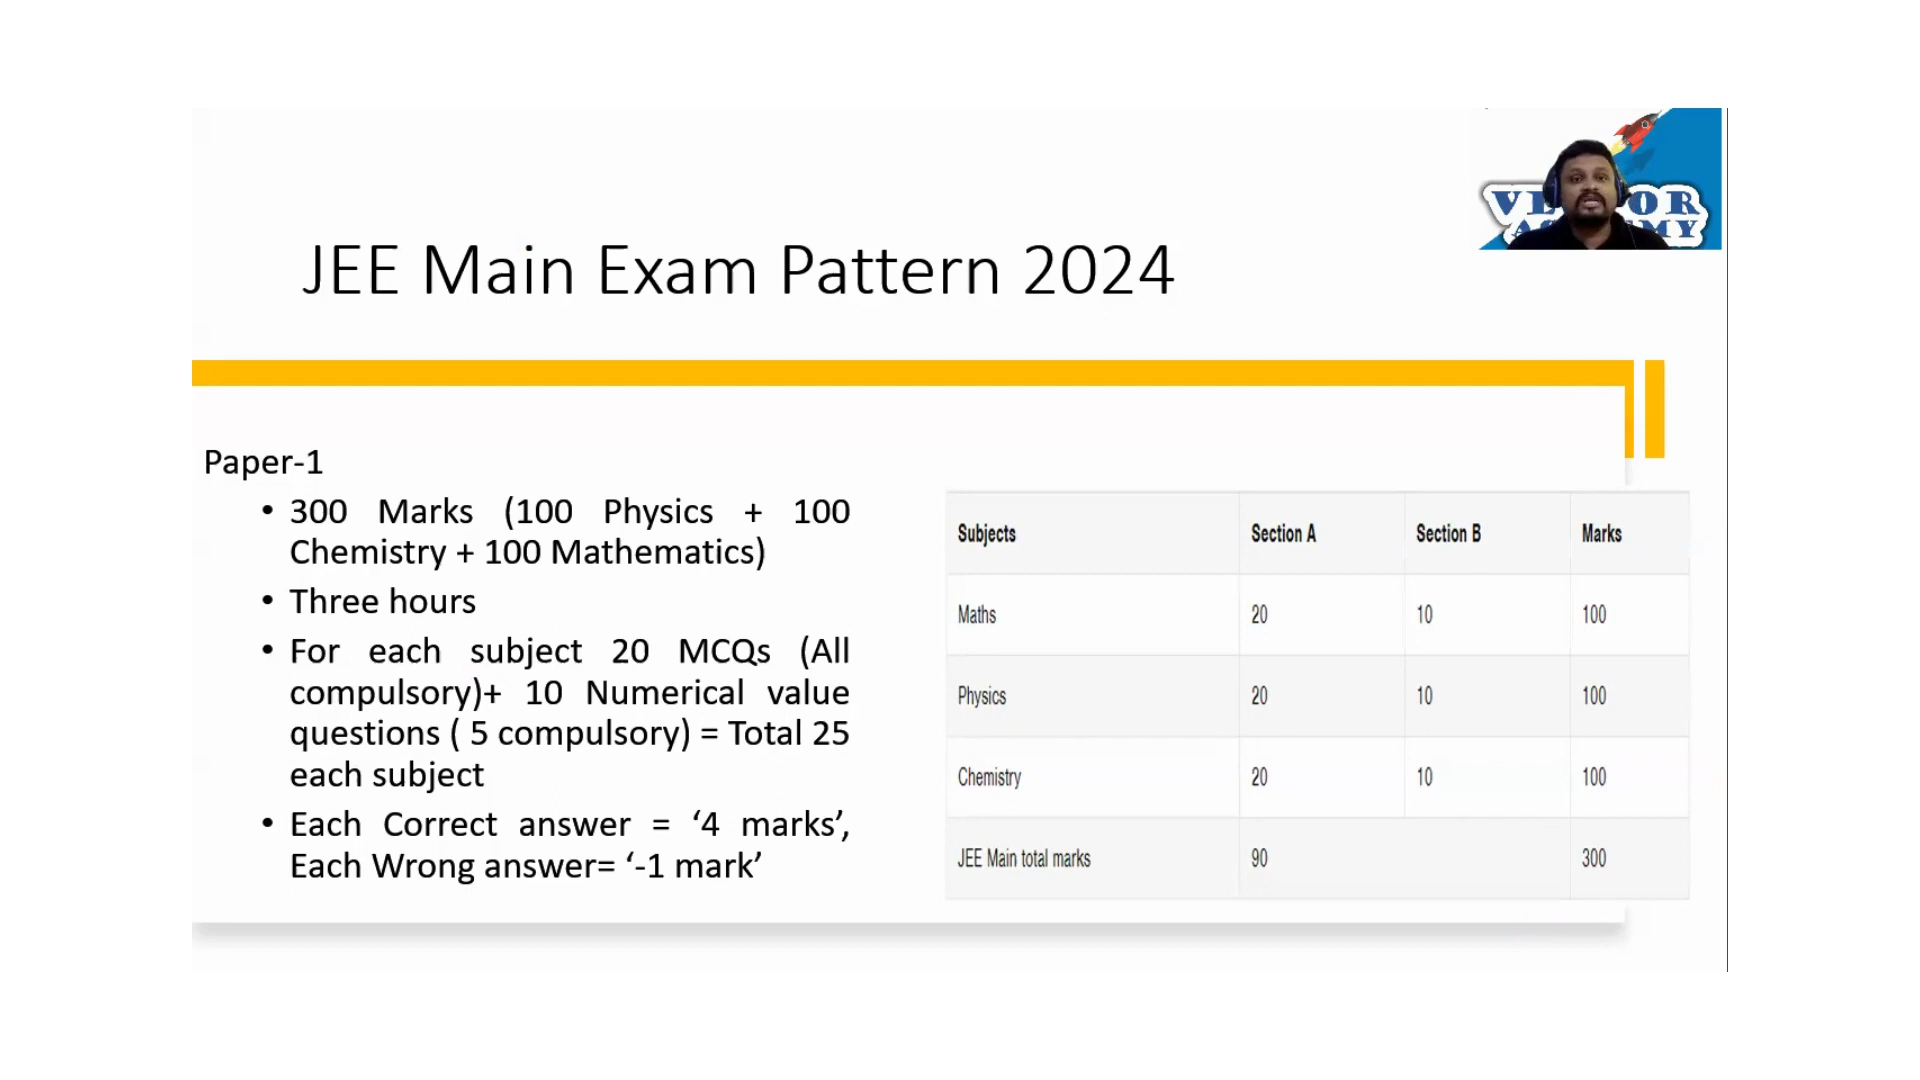 JEE Main Exam Pattern 2024
Paper-1
• 300 Marks (100 Physics + 100
Chemistry + 100 Mathematics)
• Three hours
• For each subject 20 MCQs (All
compulsory)+ 10 Numerical value
questions ( 5 compulsory) = Total 25
each subject
• Each Correct answer = ‘4 marks’,
Each Wrong answer= ‘-1 mark’
Subjects Section A Section B Marks
Maths 20 10 100
Physics 20 10 100
Chemistry 20 10 100
JEE Main total marks 90 300